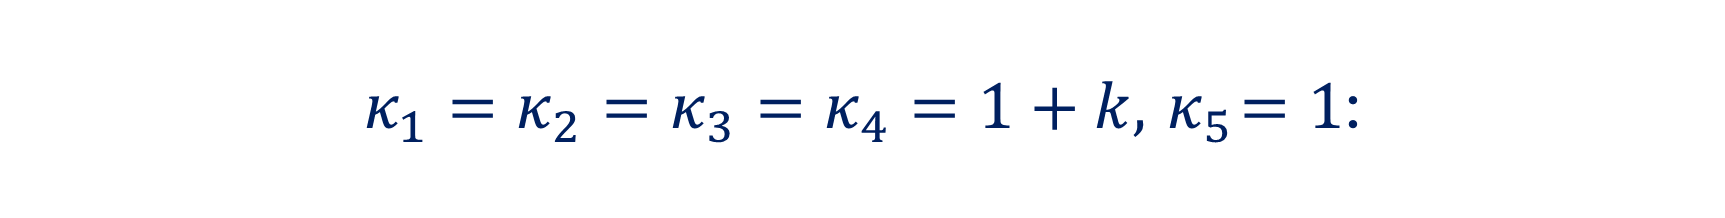 κ₁ = κ₂ = κ₃ = κ₄ = 1 + k, κ₅ = 1: